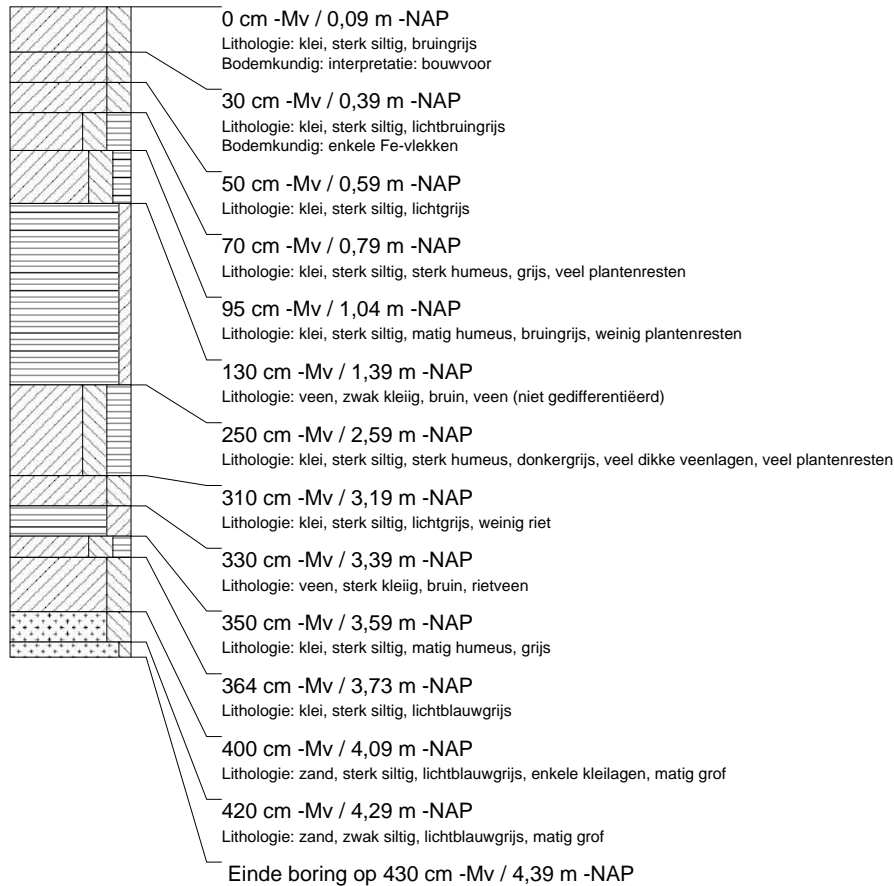 0 cm -Mv / 0,09 m -NAP
Lithologie: klei, sterk siltig, bruingrijs
Bodemkundig: interpretatie: bouwvoor
30 cm -Mv / 0,39 m -NAP
Lithologie: klei, sterk siltig, lichtbruingrijs
Bodemkundig: enkele Fe-vlekken
50 cm -Mv / 0,59 m -NAP
Lithologie: klei, sterk siltig, lichtgrijs
70 cm -Mv / 0,79 m -NAP
Lithologie: klei, sterk siltig, sterk humeus, grijs, veel plantenresten
95 cm -Mv / 1,04 m -NAP
Lithologie: klei, sterk siltig, matig humeus, bruingrijs, weinig plantenresten
130 cm -Mv / 1,39 m -NAP
Lithologie: veen, zwak kleiig, bruin, veen (niet gedifferentiëerd)
250 cm -Mv / 2,59 m -NAP
Lithologie: klei, sterk siltig, sterk humeus, donkergrijs, veel dikke veenlagen, veel plantenresten
310 cm -Mv / 3,19 m -NAP
Lithologie: klei, sterk siltig, lichtgrijs, weinig riet
330 cm -Mv / 3,39 m -NAP
Lithologie: veen, sterk kleiig, bruin, rietveen
350 cm -Mv / 3,59 m -NAP
Lithologie: klei, sterk siltig, matig humeus, grijs
364 cm -Mv / 3,73 m -NAP
Lithologie: klei, sterk siltig, lichtblauwgrijs
400 cm -Mv / 4,09 m -NAP
Lithologie: zand, sterk siltig, lichtblauwgrijs, enkele kleilagen, matig grof
420 cm -Mv / 4,29 m -NAP
Lithologie: zand, zwak siltig, lichtblauwgrijs, matig grof
Einde boring op 430 cm -Mv / 4,39 m -NAP